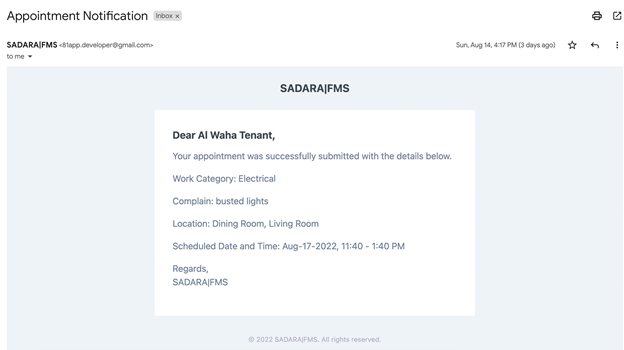 Appointment Notification Inbox x
SADARA|FMS <81app.developer@gmail.com> Sun, Aug 14, 4:17 PM (3 days ago)
to me
SADARA|FMS
Dear Al Waha Tenant,
Your appointment was successfully submitted with the details below.
Work Category: Electrical
Complain: busted lights
Location: Dining Room, Living Room
Scheduled Date and Time: Aug-17-2022, 11:40 - 1:40 PM
Regards,
SADARA|FMS
© 2022 SADARA|FMS. All rights reserved.